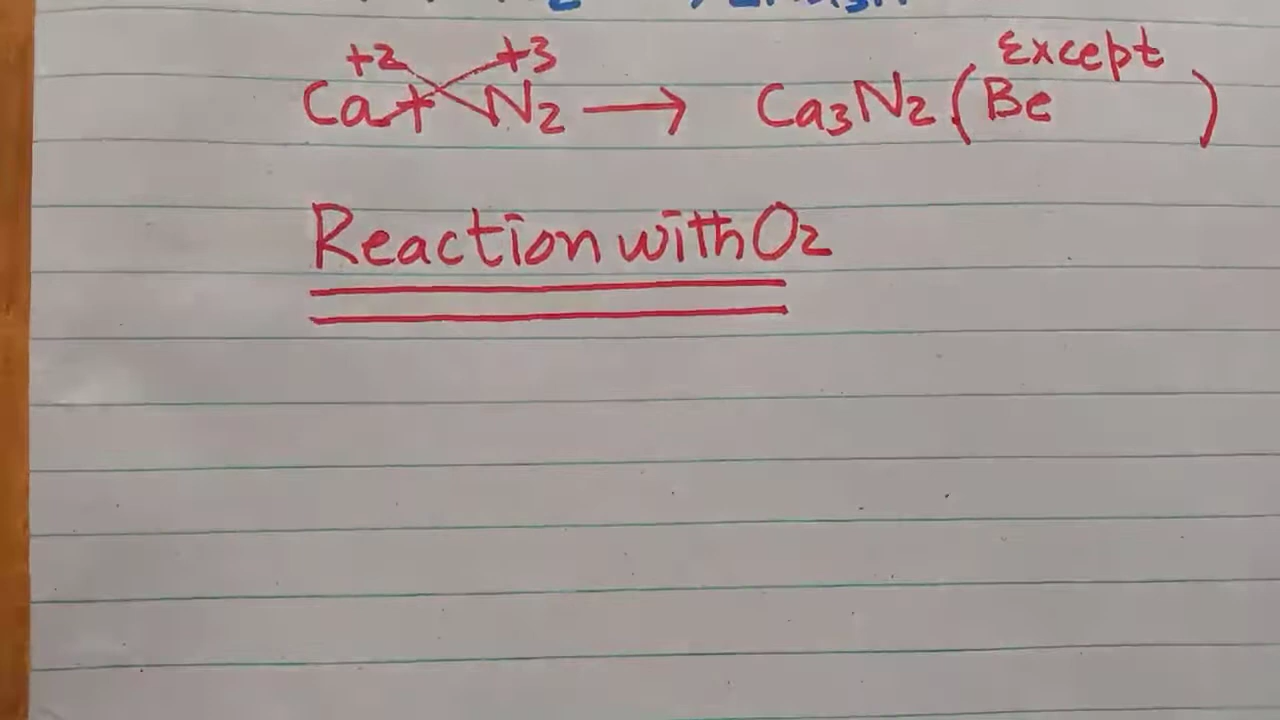 +2 +3 Except
Ca + N2 → Ca3N2 (Be )
Reaction with O2